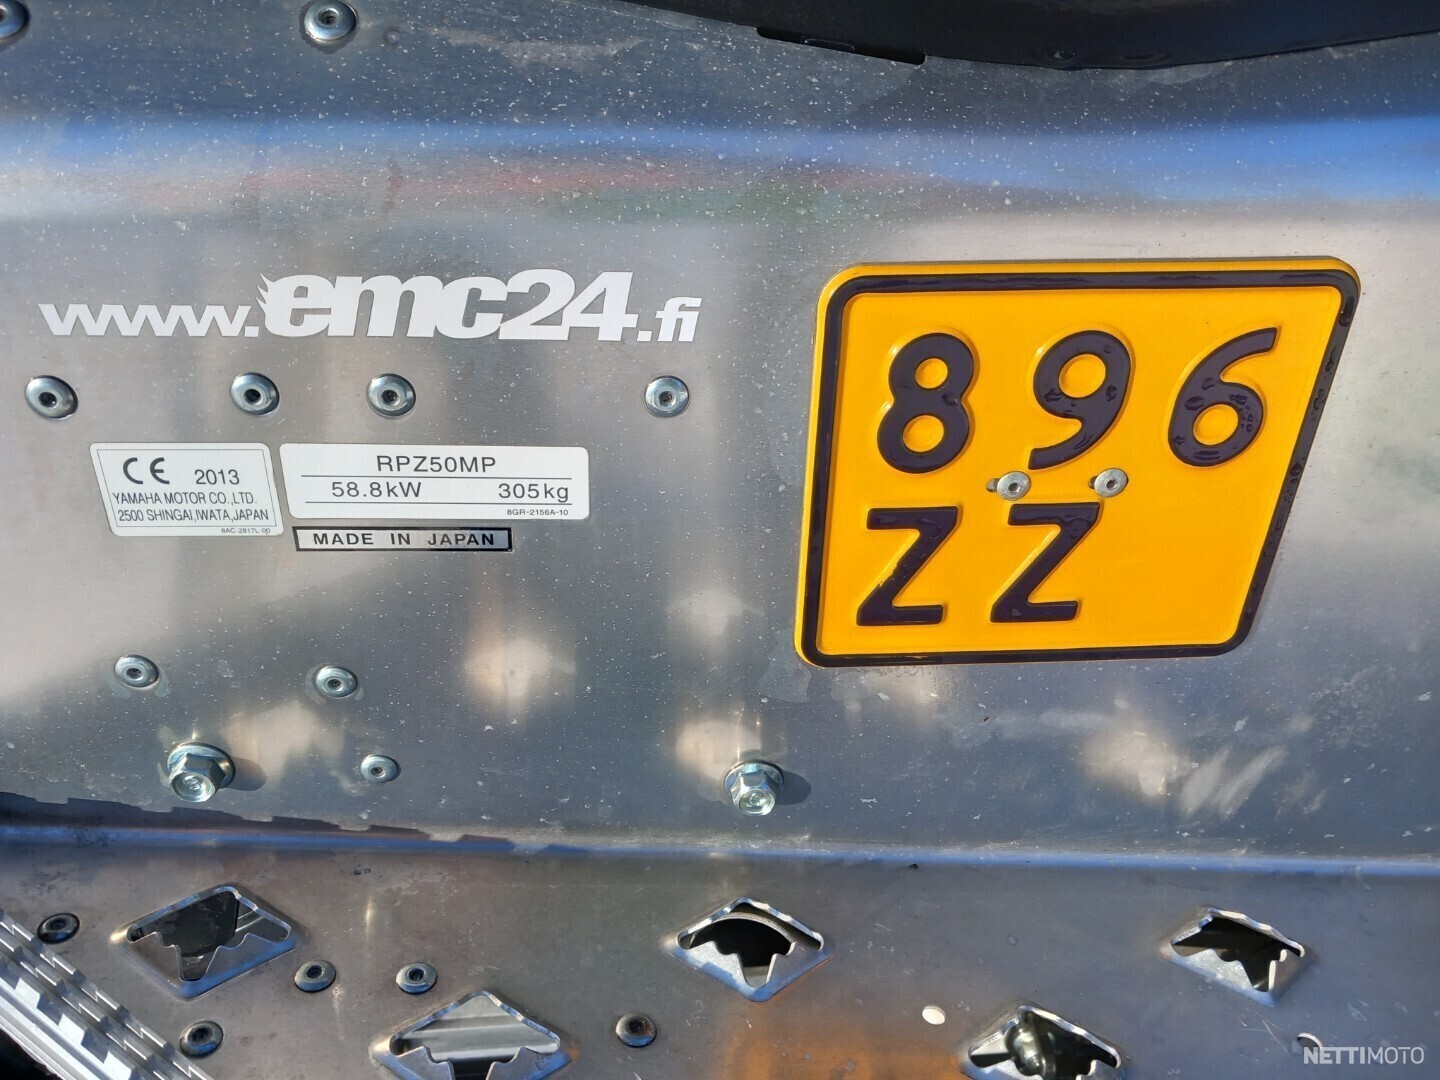 www.emc24.fi
CE 2013
YAMAHA MOTOR CO.,LTD.
2500 SHINGAI,IWATA,JAPAN
8AC-2817L-00
RPZ50MP
58.8kW 305kg
8GR-2156A-10
MADE IN JAPAN
896
ZZ
NETTIMOTO